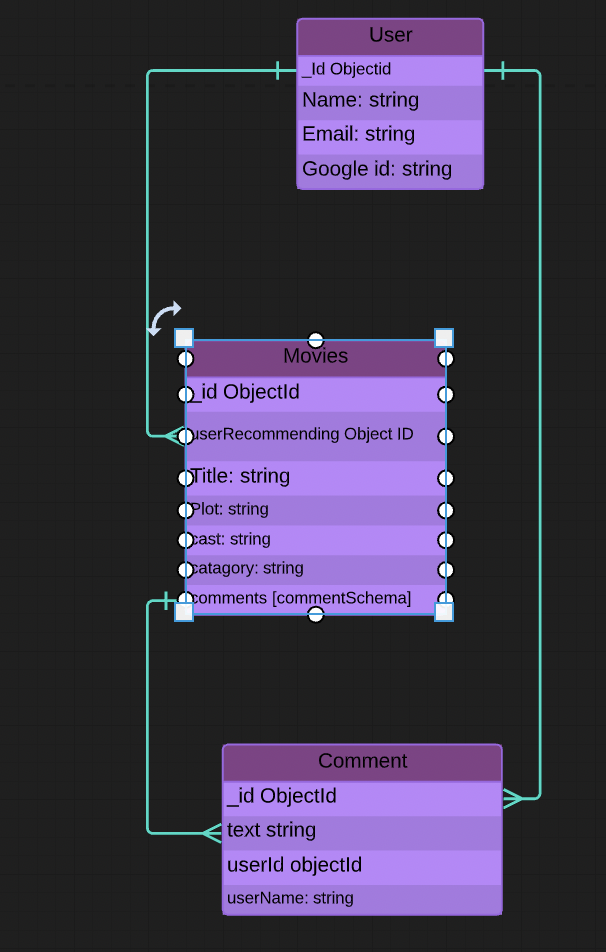 User
_Id Objectid
Name: string
Email: string
Google id: string
Movies
_id ObjectId
userRecommending Object ID
Title: string
Plot: string
cast: string
catagory: string
comments [commentSchema]
Comment
_id ObjectId
text string
userId objectId
userName: string